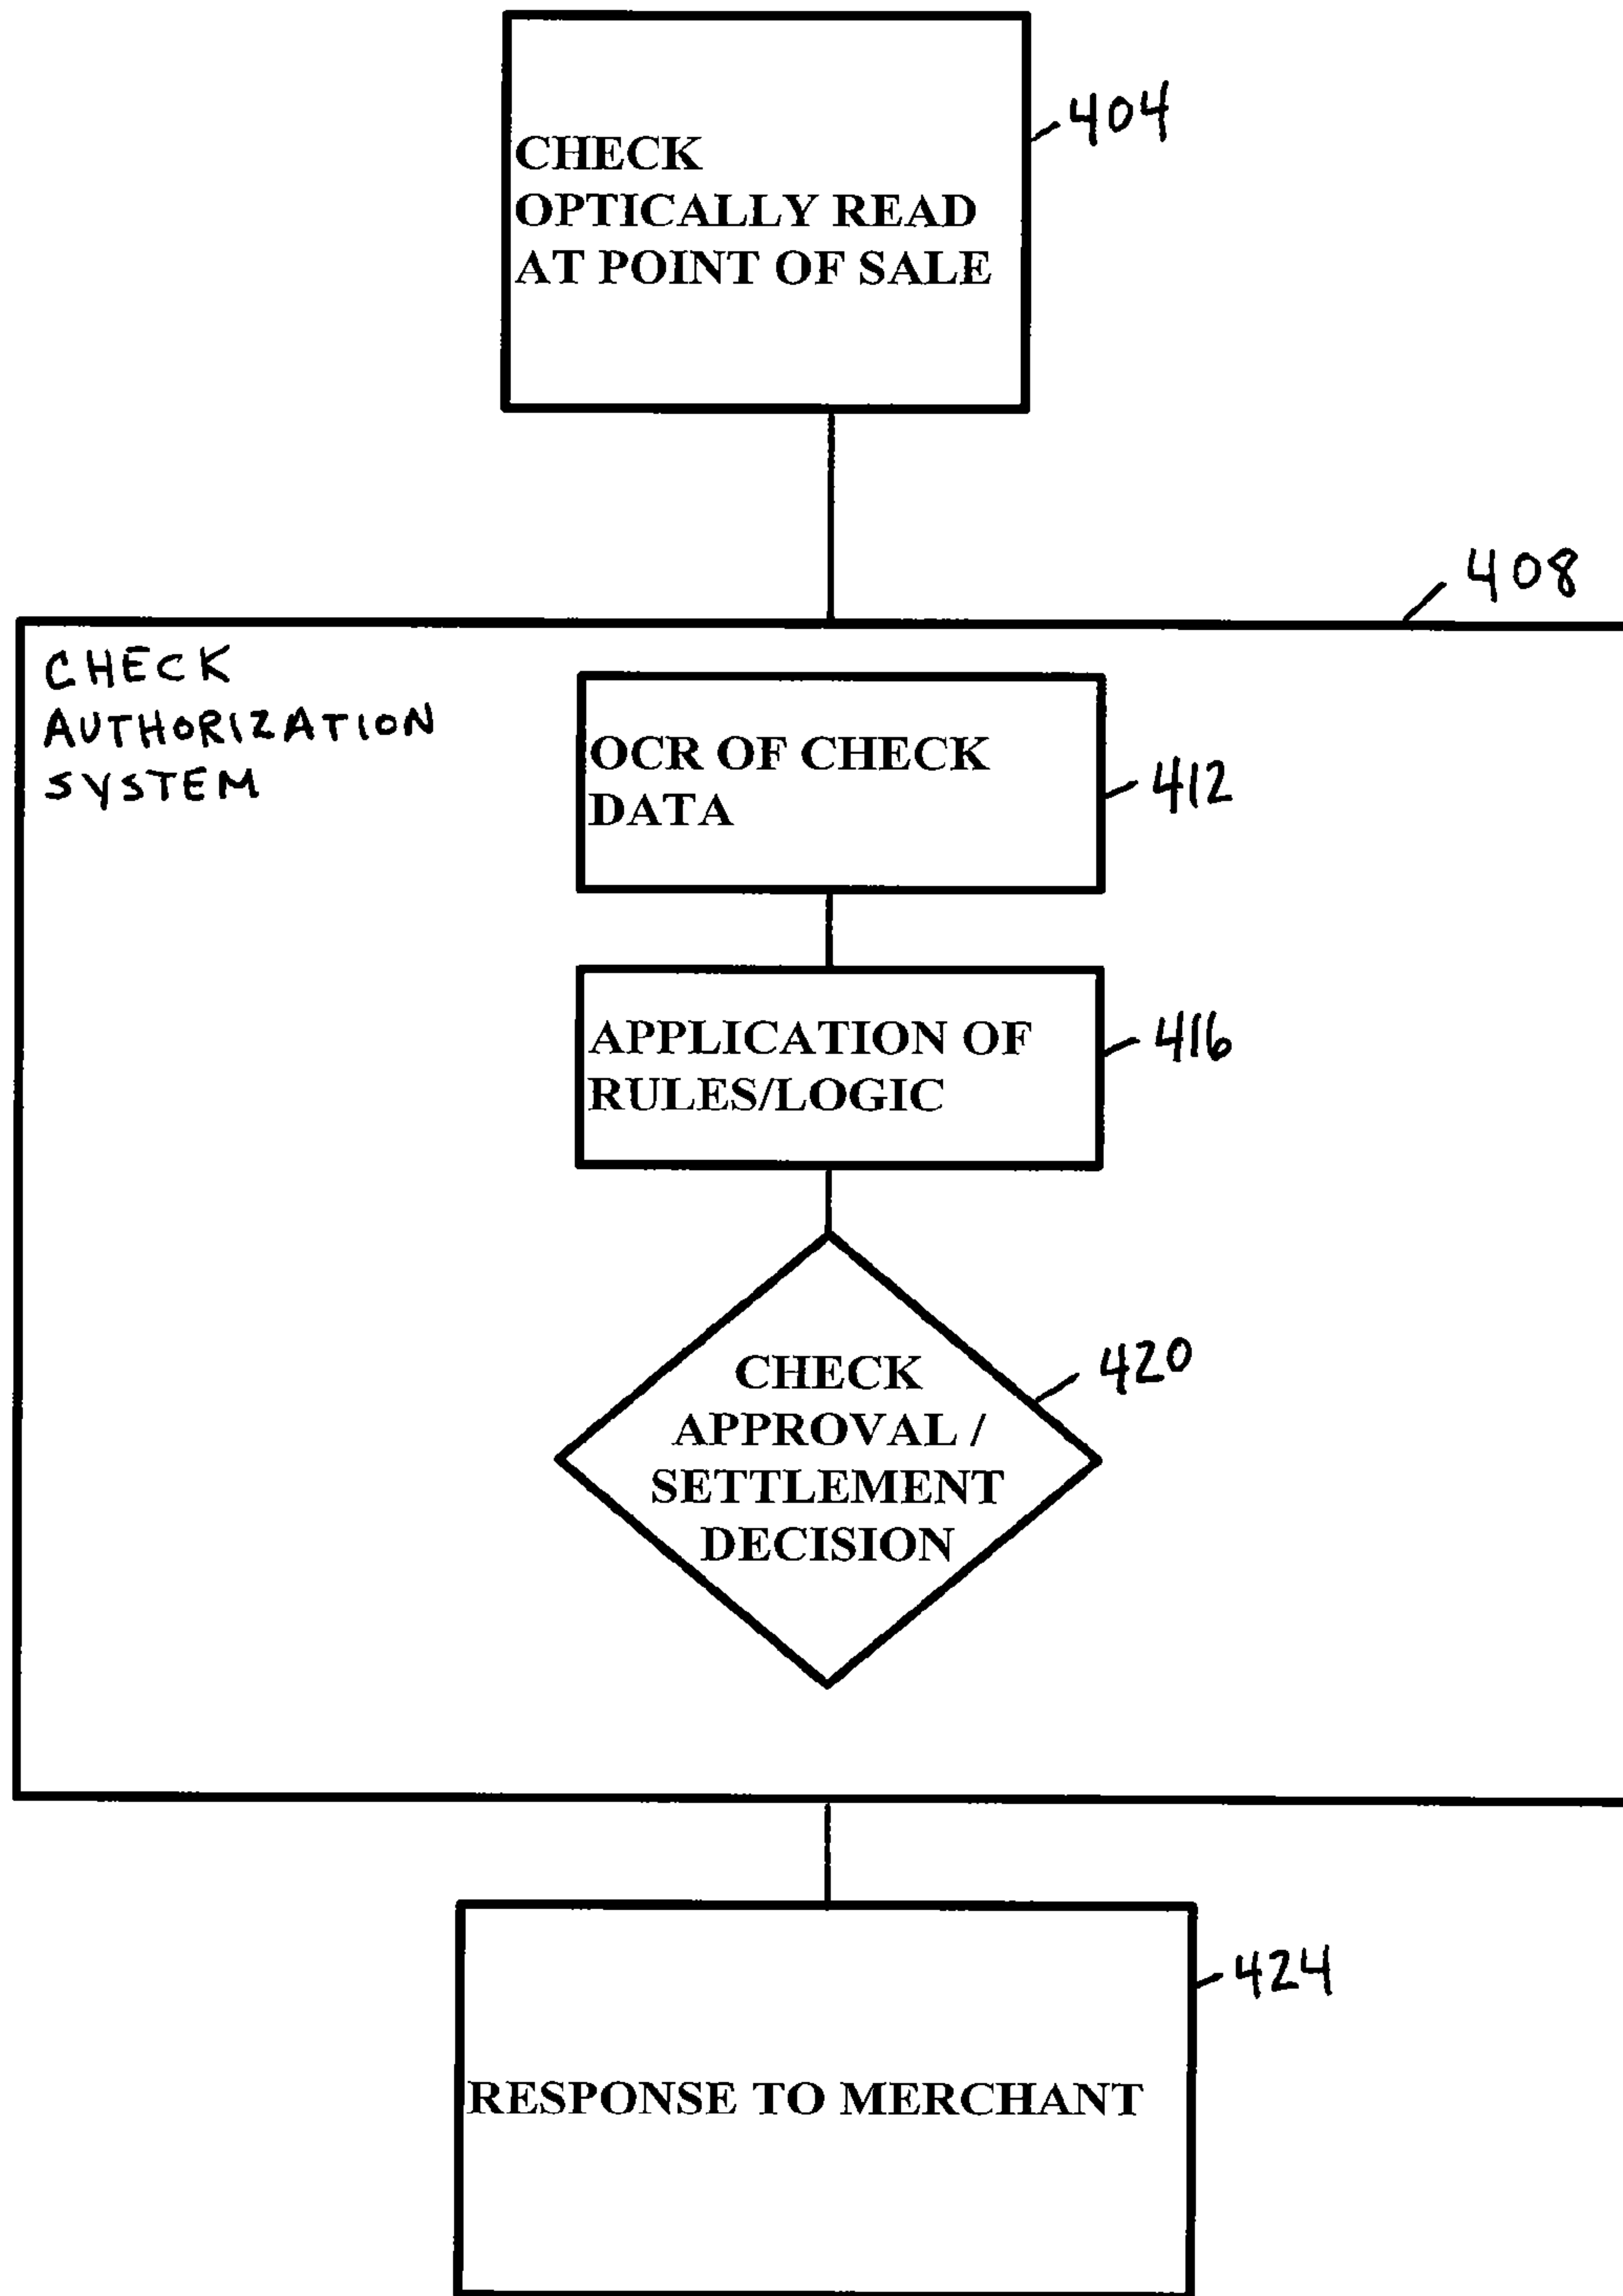 CHECK
OPTICALLY READ
AT POINT OF SALE
404
408
CHECK
AUTHORIZATION
SYSTEM
OCR OF CHECK
DATA
412
APPLICATION OF
RULES/LOGIC
416
CHECK
APPROVAL /
SETTLEMENT
DECISION
420
RESPONSE TO MERCHANT
424